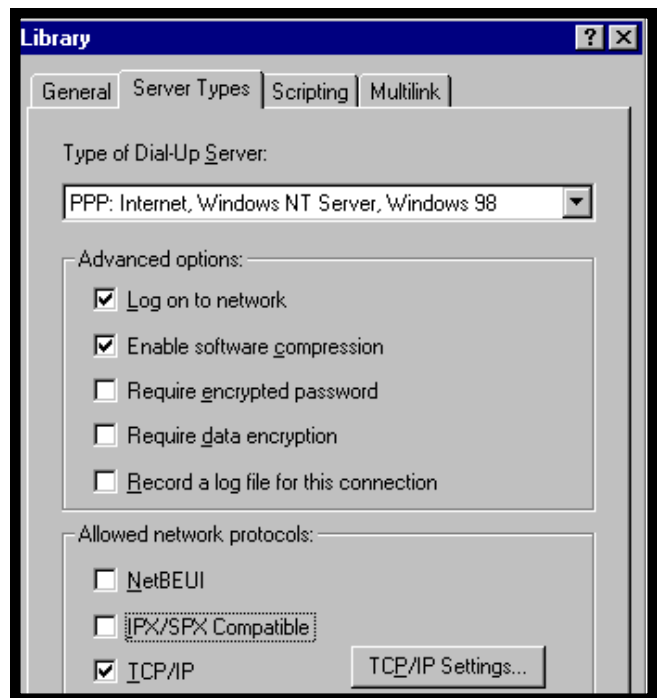 Library
General Server Types Scripting Multilink
Type of Dial-Up Server:
PPP: Internet, Windows NT Server, Windows 98
Advanced options:
Log on to network
Enable software compression
Require encrypted password
Require data encryption
Record a log file for this connection
Allowed network protocols:
NetBEUI
IPX/SPX Compatible
TCP/IP TCP/IP Settings...